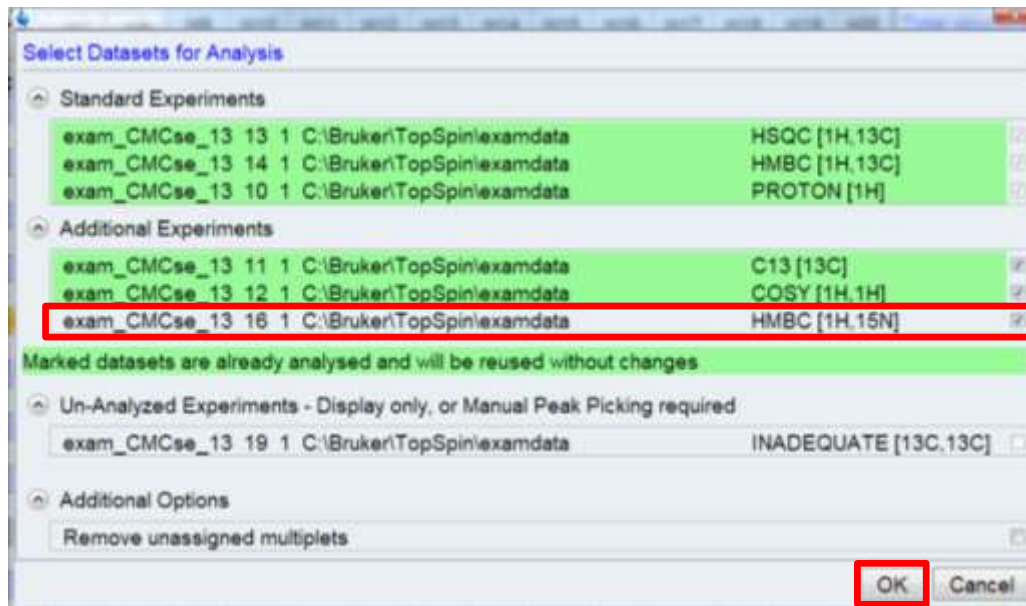 Select Datasets for Analysis
Standard Experiments
exam_CMCse_13 13 1 C:\Bruker\TopSpin\examdata HSQC [1H,13C]
exam_CMCse_13 14 1 C:\Bruker\TopSpin\examdata HMBC [1H,13C]
exam_CMCse_13 10 1 C:\Bruker\TopSpin\examdata PROTON [1H]
Additional Experiments
exam_CMCse_13 11 1 C:\Bruker\TopSpin\examdata C13 [13C]
exam_CMCse_13 12 1 C:\Bruker\TopSpin\examdata COSY [1H,1H]
exam_CMCse_13 16 1 C:\Bruker\TopSpin\examdata HMBC [1H,15N]
Marked datasets are already analysed and will be reused without changes
Un-Analyzed Experiments - Display only, or Manual Peak Picking required
exam_CMCse_13 19 1 C:\Bruker\TopSpin\examdata INADEQUATE [13C,13C]
Additional Options
Remove unassigned multiplets
OK Cancel